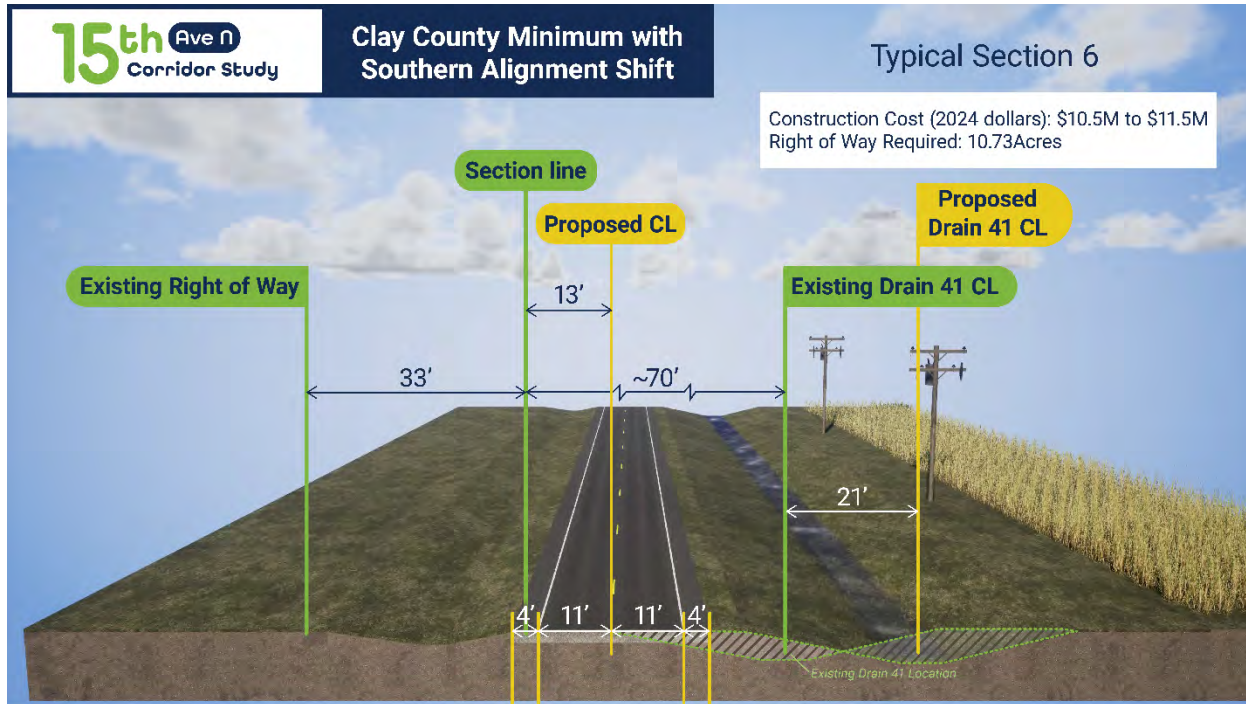 15th Ave N
Corridor Study
Clay County Minimum with
Southern Alignment Shift
Typical Section 6
Construction Cost (2024 dollars): $10.5M to $11.5M
Right of Way Required: 10.73Acres
Section line
Proposed CL
Proposed
Drain 41 CL
Existing Right of Way
Existing Drain 41 CL
13’
33’
~70’
21’
4’
11’
11’
4’
Existing Drain 41 Location